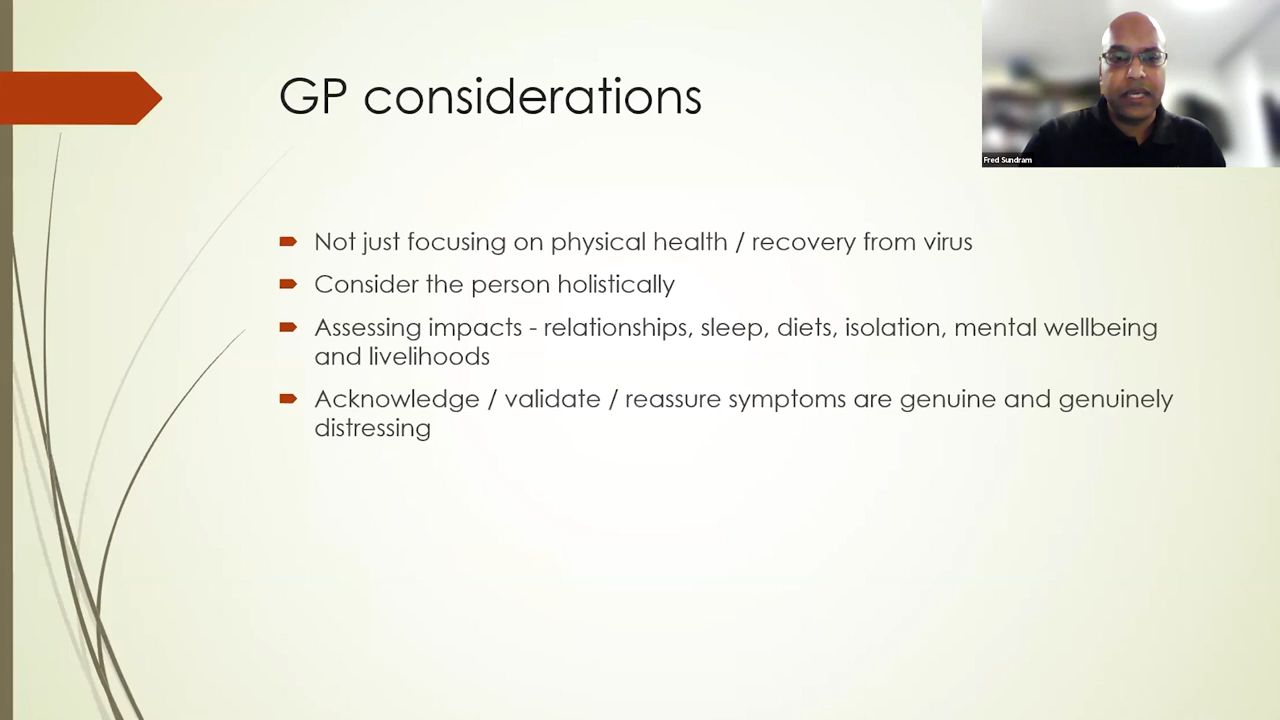 GP considerations
Fred Sundram
Not just focusing on physical health / recovery from virus
Consider the person holistically
Assessing impacts - relationships, sleep, diets, isolation, mental wellbeing
and livelihoods
Acknowledge / validate / reassure symptoms are genuine and genuinely
distressing